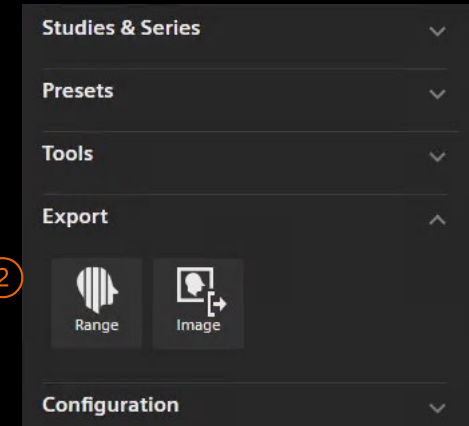 Studies & Series
Presets
Tools
Export
2
Range Image
Configuration